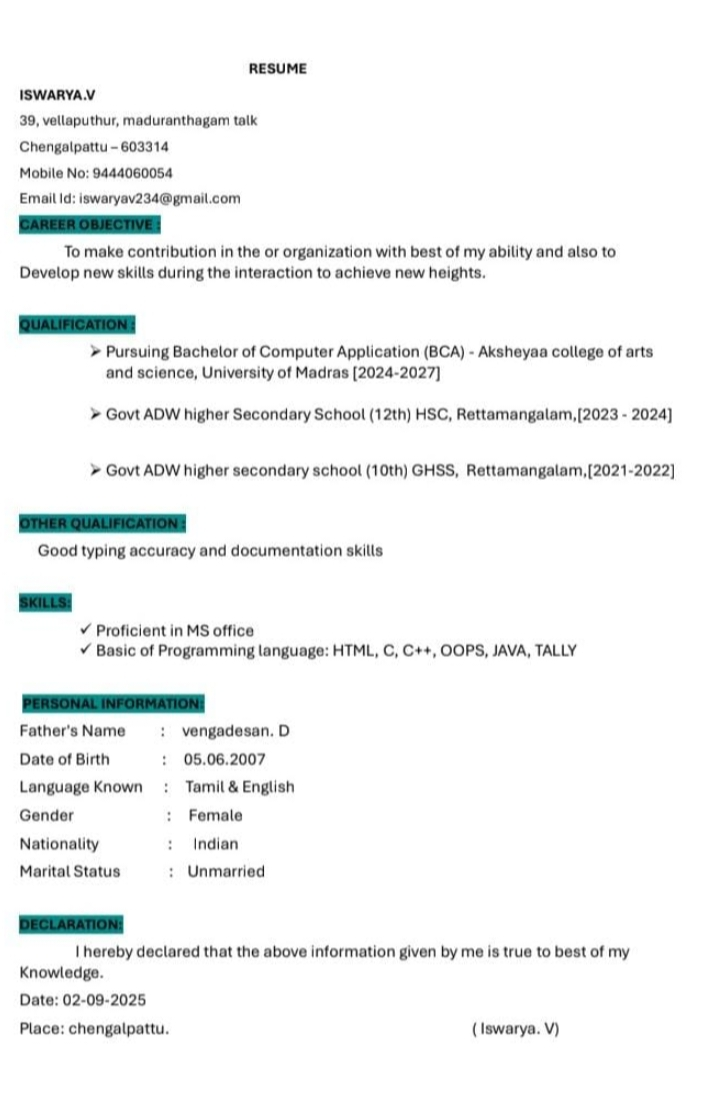 RESUME
ISWARYA.V
39, vellaputhur, maduranthagam talk
Chengalpattu – 603314
Mobile No: 9444060054
Email Id: iswaryav234@gmail.com
CAREER OBJECTIVE :
To make contribution in the or organization with best of my ability and also to
Develop new skills during the interaction to achieve new heights.
QUALIFICATION :
➢ Pursuing Bachelor of Computer Application (BCA) - Aksheyaa college of arts
and science, University of Madras [2024-2027]
➢ Govt ADW higher Secondary School (12th) HSC, Rettamangalam,[2023 - 2024]
➢ Govt ADW higher secondary school (10th) GHSS, Rettamangalam,[2021-2022]
OTHER QUALIFICATION :
Good typing accuracy and documentation skills
SKILLS:
✓ Proficient in MS office
✓ Basic of Programming language: HTML, C, C++, OOPS, JAVA, TALLY
PERSONAL INFORMATION:
Father's Name : vengadesan. D
Date of Birth : 05.06.2007
Language Known : Tamil & English
Gender : Female
Nationality : Indian
Marital Status : Unmarried
DECLARATION:
I hereby declared that the above information given by me is true to best of my
Knowledge.
Date: 02-09-2025
Place: chengalpattu. ( Iswarya. V)